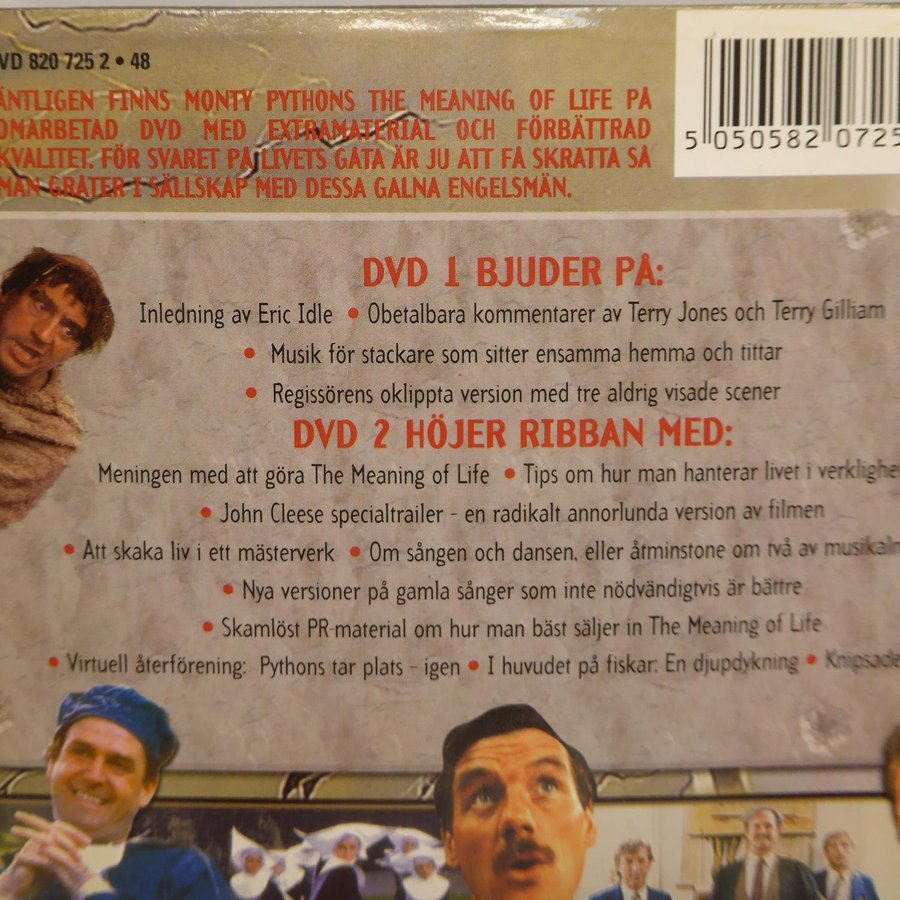 VD 820 725 2 • 48
5 050582 0725
ÄNTLIGEN FINNS MONTY PYTHONS THE MEANING OF LIFE PÅ
OMARBETAD DVD MED EXTRAMATERIAL OCH FÖRBÄTTRAD
KVALITET. FÖR SVARET PÅ LIVETS GÅTA ÄR JU ATT FÅ SKRATTA SÅ
MAN GRÅTER I SÄLLSKAP MED DESSA GALNA ENGELSMÄN.
DVD 1 BJUDER PÅ:
Inledning av Eric Idle • Obetalbara kommentarer av Terry Jones och Terry Gilliam
• Musik för stackare som sitter ensamma hemma och tittar
• Regissörens oklippta version med tre aldrig visade scener
DVD 2 HÖJER RIBBAN MED:
Meningen med att göra The Meaning of Life • Tips om hur man hanterar livet i verklighe
• John Cleese specialtrailer - en radikalt annorlunda version av filmen
• Att skaka liv i ett mästerverk • Om sången och dansen, eller åtminstone om två av musikaln
• Nya versioner på gamla sånger som inte nödvändigtvis är bättre
• Skamlöst PR-material om hur man bäst säljer in The Meaning of Life
• Virtuell återförening: Pythons tar plats - igen • I huvudet på fiskar: En djupdykning • Knipsade